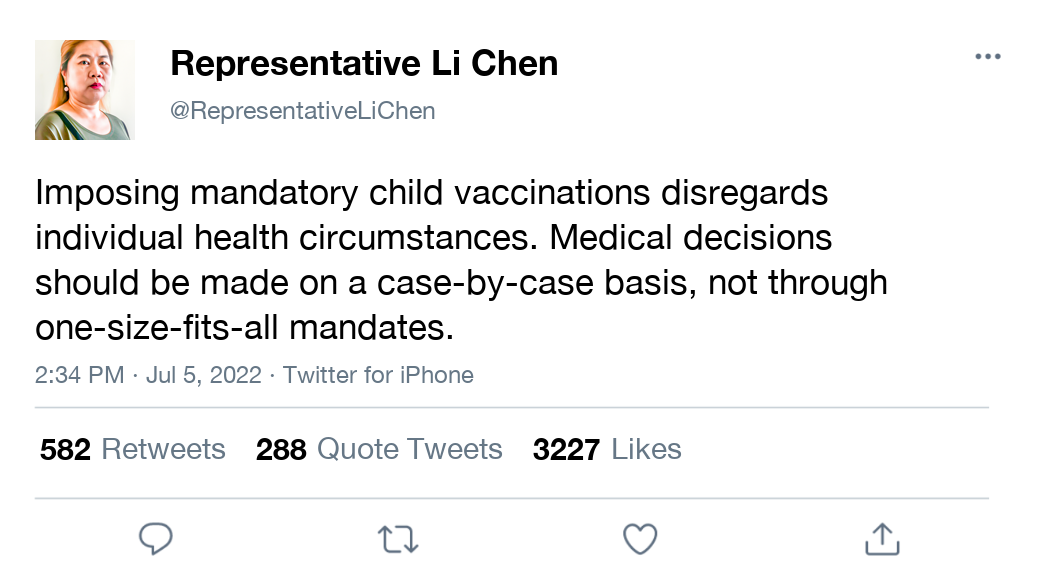 Representative Li Chen
@RepresentativeLiChen
Imposing mandatory child vaccinations disregards
individual health circumstances. Medical decisions
should be made on a case-by-case basis, not through
one-size-fits-all mandates.
2:34 PM · Jul 5, 2022 · Twitter for iPhone
582 Retweets 288 Quote Tweets 3227 Likes